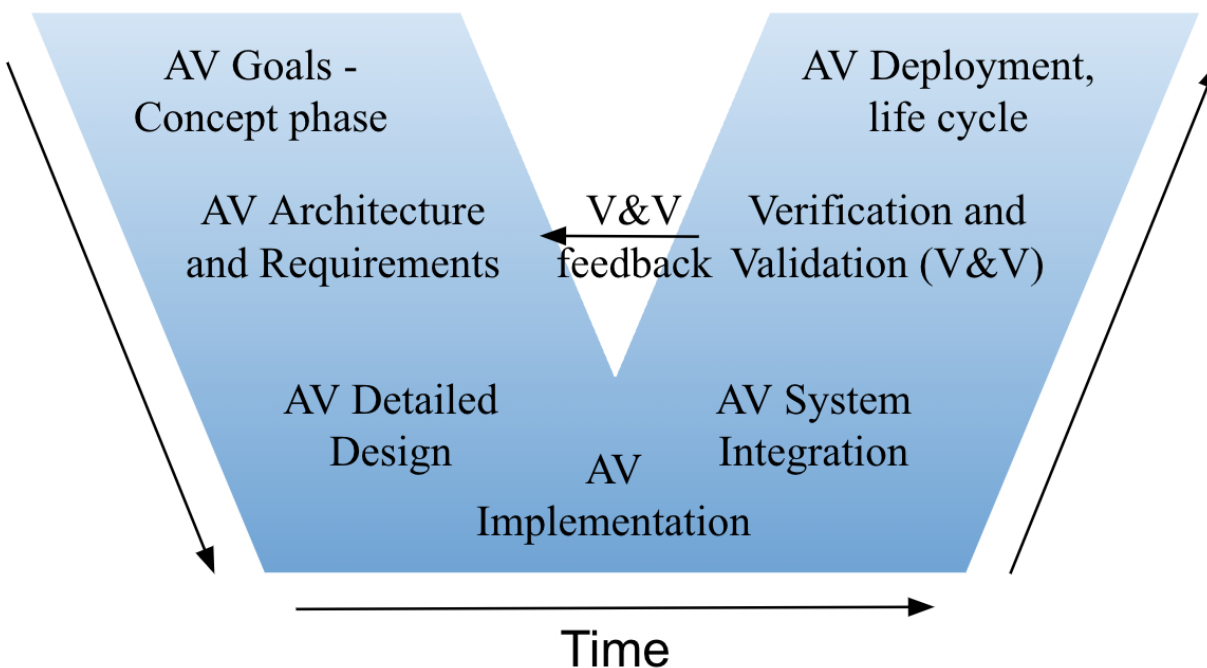 AV Goals -
Concept phase
AV Architecture
and Requirements
AV Detailed
Design
AV
Implementation
AV System
Integration
Verification and
Validation (V&V)
V&V
feedback
AV Deployment,
life cycle
Time